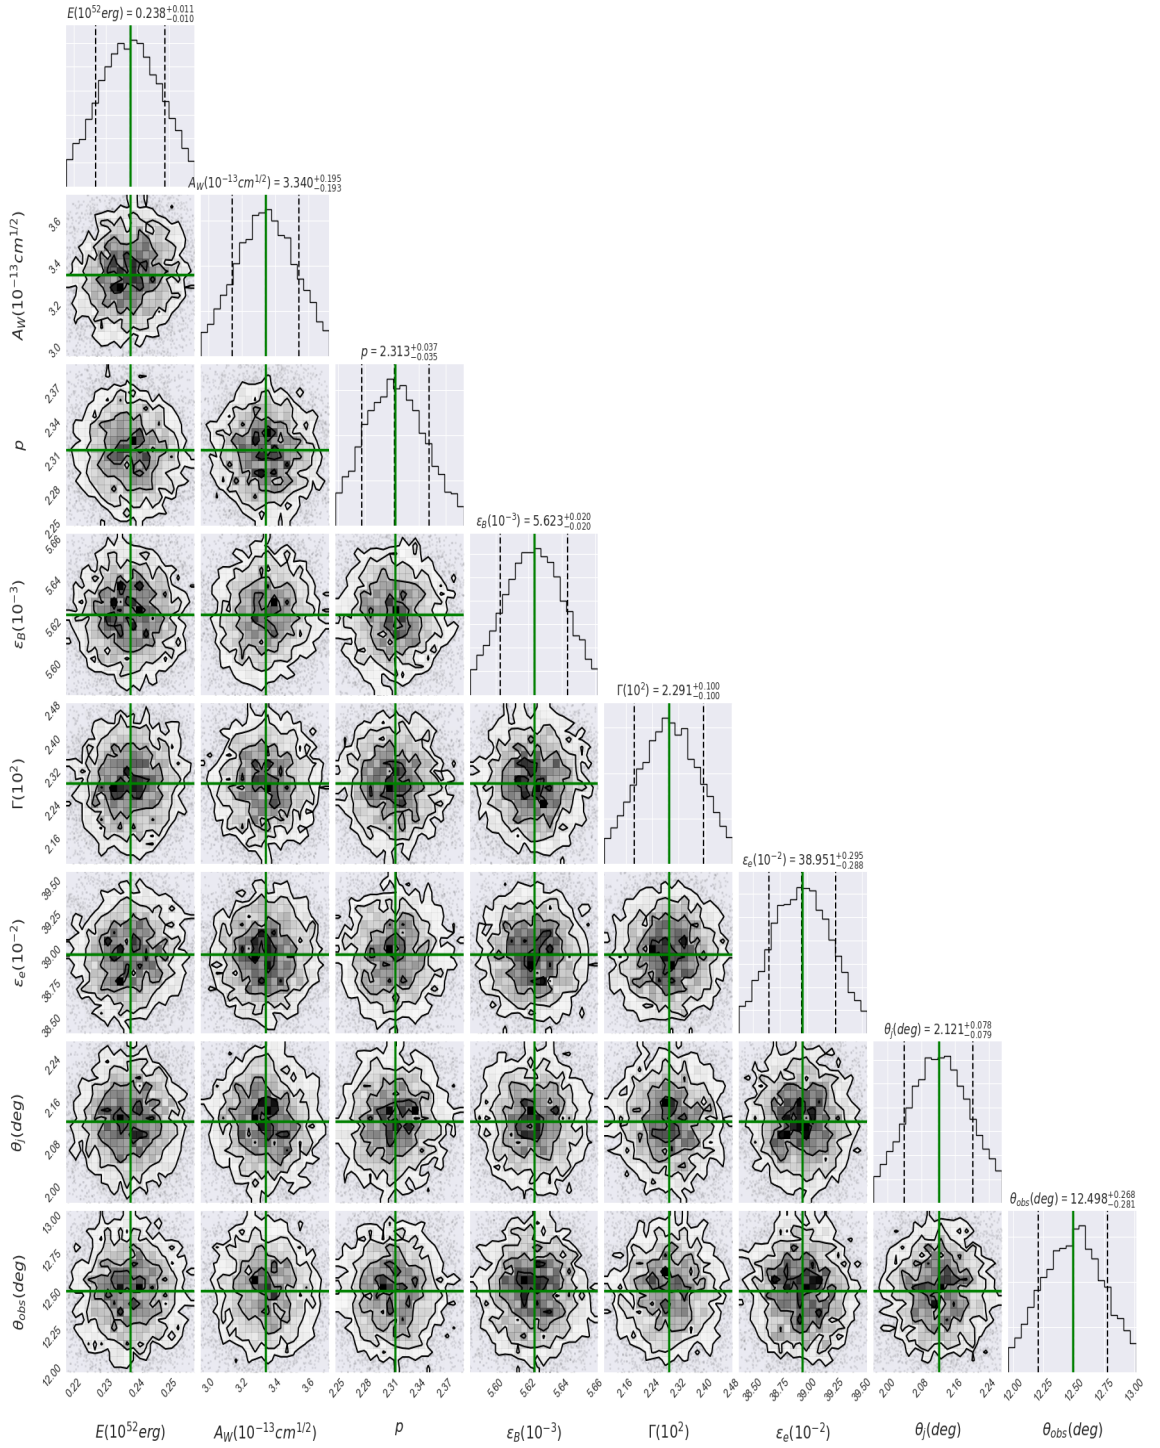 E(10^52 erg) = 0.238 +0.011 −0.010
A_W(10^−13 cm^1/2) = 3.340 +0.195 −0.193
A_W(10^−13 cm^1/2)
3.6
3.4
3.2
3.0
p = 2.313 +0.037 −0.035
p
2.37
2.34
2.31
2.28
2.25
ε_B(10^−3) = 5.623 +0.020 −0.020
ε_B(10^−3)
5.66
5.64
5.62
5.60
Γ(10^2) = 2.291 +0.100 −0.100
Γ(10^2)
2.48
2.40
2.32
2.24
2.16
ε_e(10^−2) = 38.951 +0.295 −0.288
ε_e(10^−2)
39.50
39.25
39.00
38.75
38.50
θ_j(deg) = 2.121 +0.078 −0.079
θ_j(deg)
2.24
2.16
2.08
2.00
θ_obs(deg) = 12.498 +0.268 −0.281
θ_obs(deg)
13.00
12.75
12.50
12.25
12.00
0.22 0.23 0.24 0.25 3.0 3.2 3.4 3.6 2.25 2.28 2.31 2.34 2.37 5.60 5.62 5.64 5.66 2.16 2.24 2.32 2.40 2.48 38.50 38.75 39.00 39.25 39.50 2.00 2.08 2.16 2.24 12.00 12.25 12.50 12.75 13.00
E(10^52 erg) A_W(10^−13 cm^1/2) p ε_B(10^−3) Γ(10^2) ε_e(10^−2) θ_j(deg) θ_obs(deg)